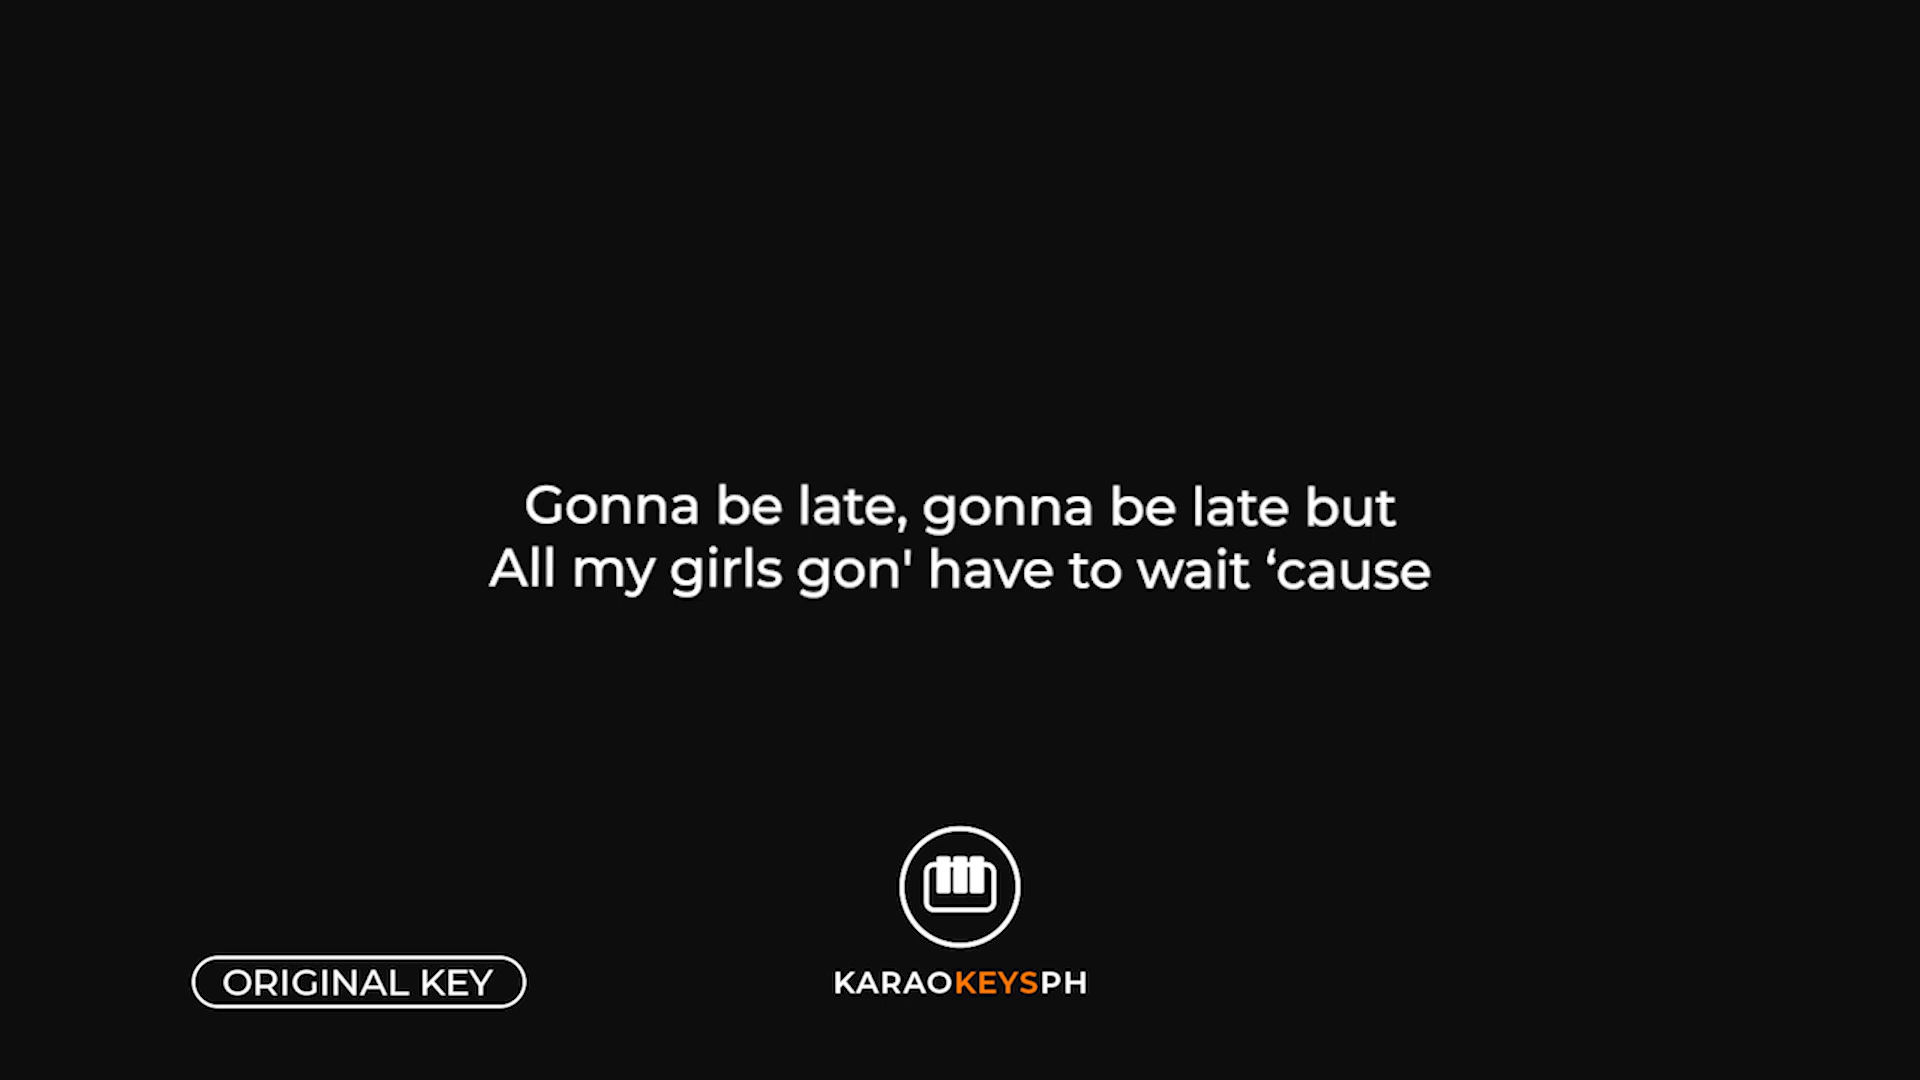 Gonna be late, gonna be late but
All my girls gon' have to wait ‘cause
ORIGINAL KEY
KARAOKEYSPH